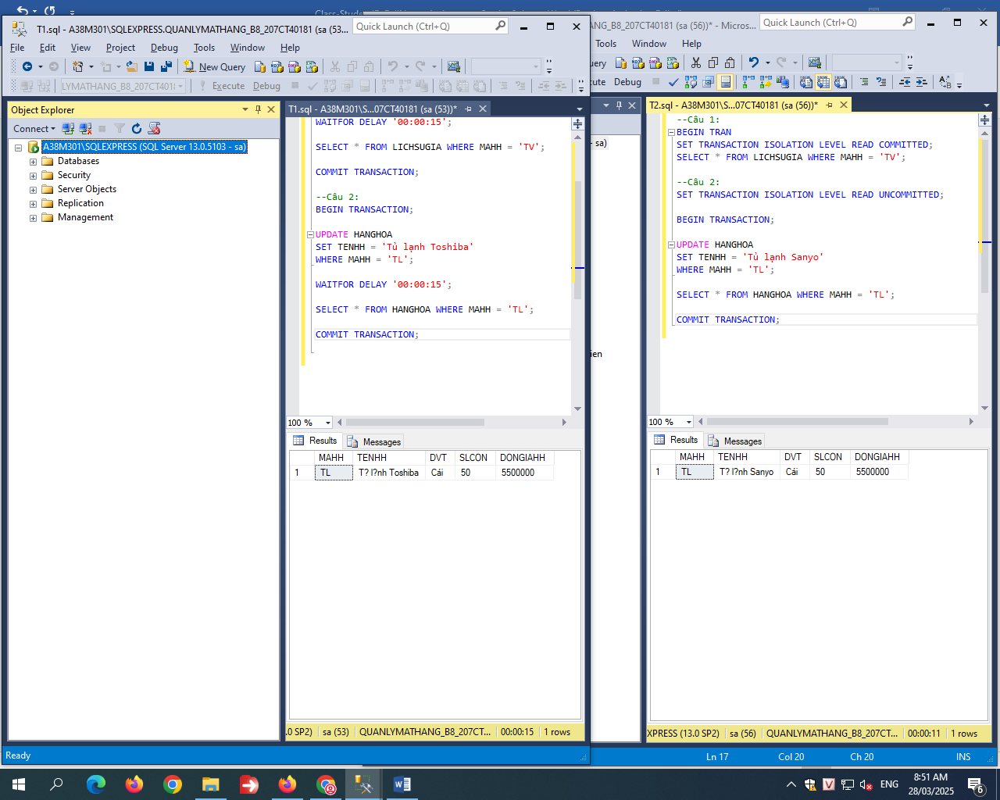 T1.sql - A38M301\SQLEXPRESS.QUANLYMATHANG_B8_207CT40181 (sa (53...
Quick Launch (Ctrl+Q)
File Edit View Project Debug Tools Window Help
New Query
LYMATHANG_B8_207CT401
Execute Debug
Object Explorer
Connect
A38M301\SQLEXPRESS (SQL Server 13.0.5103 - sa)
Databases
Security
Server Objects
Replication
Management
T1.sql - A38M301\S...07CT40181 (sa (53))*
WAITFOR DELAY '00:00:15';
SELECT * FROM LICHSUGIA WHERE MAHH = 'TV';
COMMIT TRANSACTION;
--Câu 2:
BEGIN TRANSACTION;
UPDATE HANGHOA
SET TENHH = 'Tủ lạnh Toshiba'
WHERE MAHH = 'TL';
WAITFOR DELAY '00:00:15';
SELECT * FROM HANGHOA WHERE MAHH = 'TL';
COMMIT TRANSACTION;
100 %
Results Messages
MAHH TENHH DVT SLCON DONGIAHH
1 TL T? l?nh Toshiba Cái 50 5500000
.0 SP2) sa (53) QUANLYMATHANG_B8_207CT... 00:00:15 1 rows
Ready
NG_B8_207CT40181 (sa (56))* - Micros...
Quick Launch (Ctrl+Q)
Tools Window Help
Debug
- sa)
ien
T2.sql - A38M301\S...07CT40181 (sa (56))*
--Câu 1:
BEGIN TRAN
SET TRANSACTION ISOLATION LEVEL READ COMMITTED;
SELECT * FROM LICHSUGIA WHERE MAHH = 'TV';
--Câu 2:
SET TRANSACTION ISOLATION LEVEL READ UNCOMMITTED;
BEGIN TRANSACTION;
UPDATE HANGHOA
SET TENHH = 'Tủ lạnh Sanyo'
WHERE MAHH = 'TL';
SELECT * FROM HANGHOA WHERE MAHH = 'TL';
COMMIT TRANSACTION;
100 %
Results Messages
MAHH TENHH DVT SLCON DONGIAHH
1 TL T? l?nh Sanyo Cái 50 5500000
XPRESS (13.0 SP2) sa (56) QUANLYMATHANG_B8_207CT... 00:00:11 1 rows
Ln 17 Col 20 Ch 20 INS
ENG
8:51 AM
28/03/2025
6